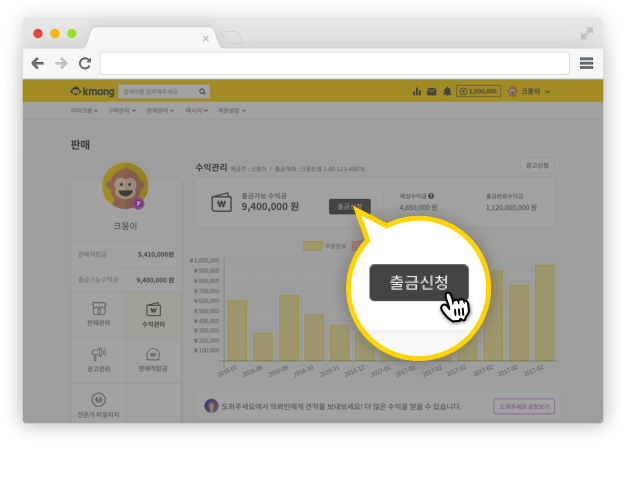 kmong 검색어를 입력해주세요 1,000,000 크몽이
마이크몽 구매관리 판매관리 메시지 계정설정
판매
수익관리 예금주 : 크몽이 | 출금계좌 : 크몽은행 1-00-123-45678 광고신청
크몽이
판매적립금 5,410,000원
출금가능수익금 9,400,000 원
판매관리 수익관리
광고관리 판매적립금
전문가 마일리지
출금가능 수익금
9,400,000 원
출금신청
예상수익금
4,650,000 원
출금완료수익금
1,120,000,000 원
주문완료
₩1,000,000
₩900,000
₩800,000
₩700,000
₩600,000
₩500,000
₩400,000
₩300,000
₩200,000
₩100,000
2016-07 2016-08 2016-09 2016-10 2016-11 2016-12 2017-01 2017-02 2017-02 2017-02 2017-02 2017-02 2017-02
출금신청
도와주세요에서 의뢰인에게 견적을 보내보세요! 더 많은 수익을 얻을 수 있습니다. 도와주세요 요청보기